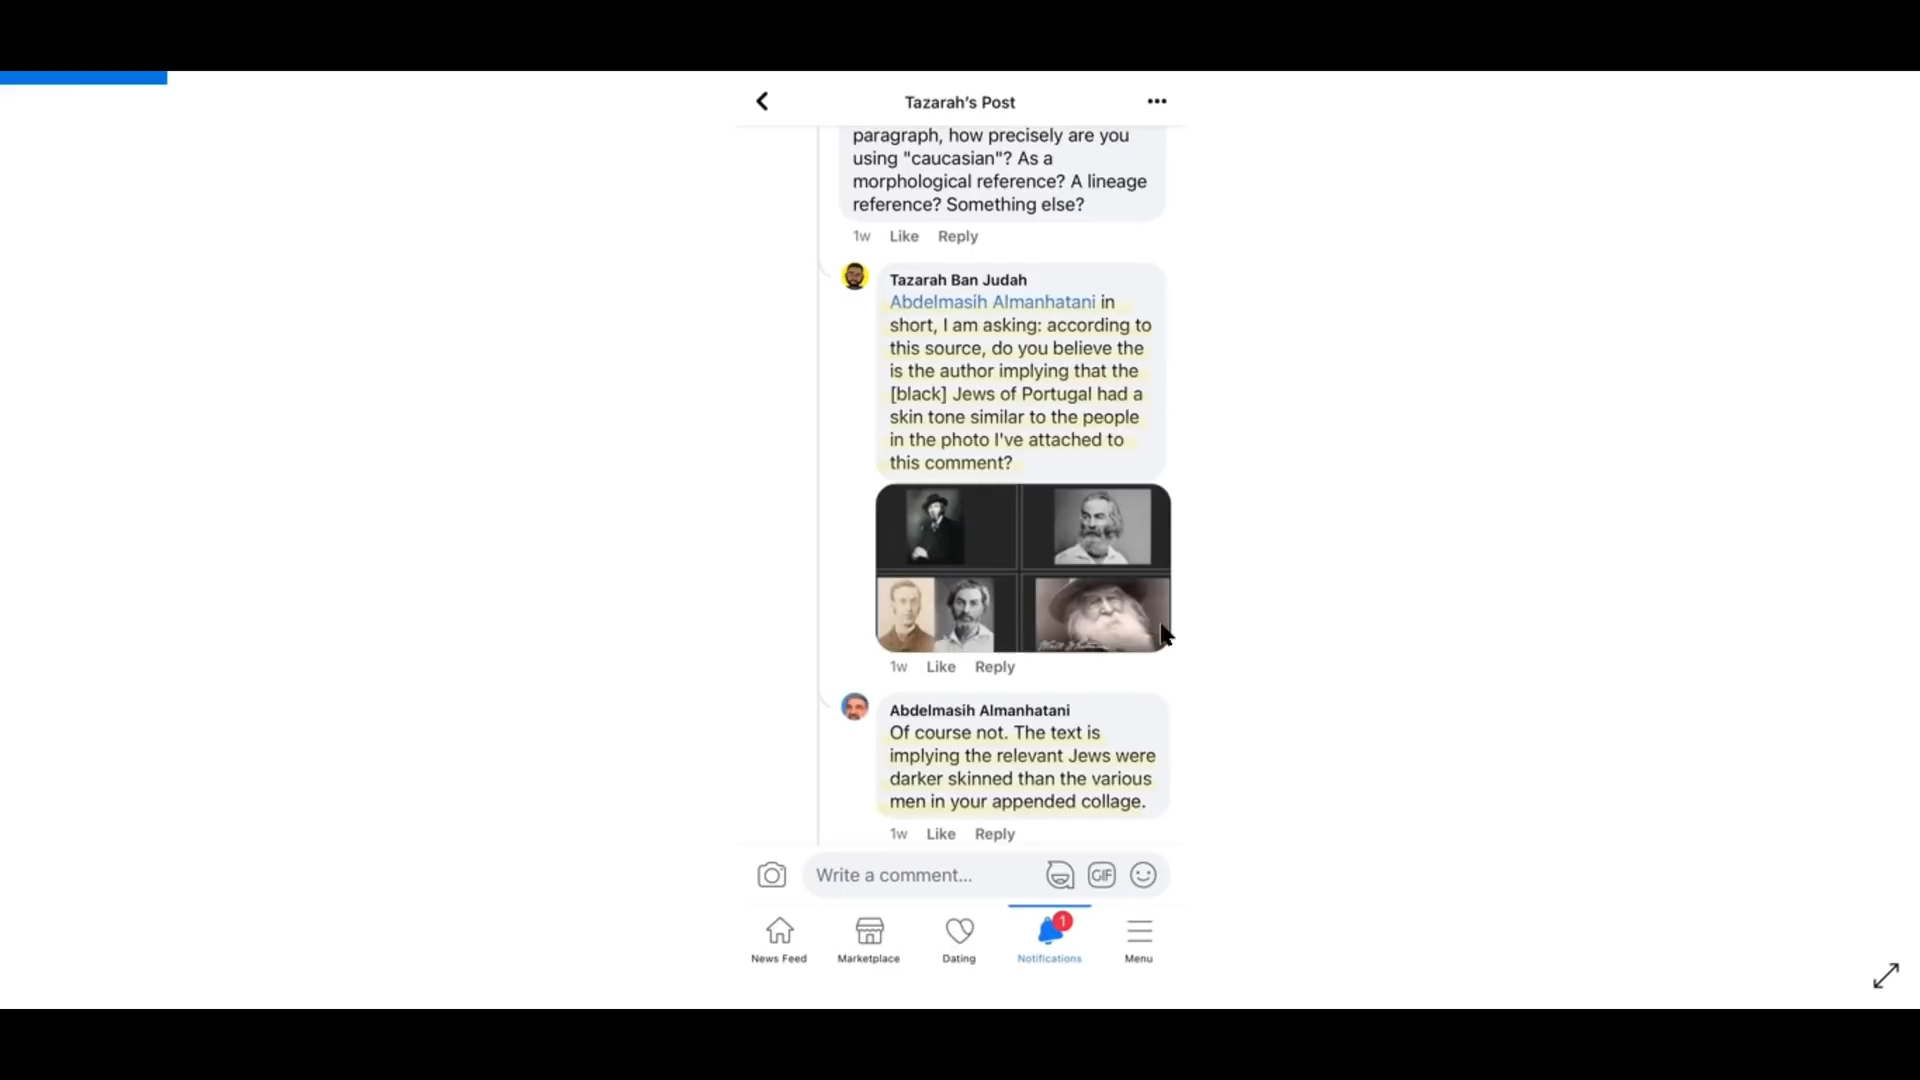 Tazarah's Post
paragraph, how precisely are you
using "caucasian"? As a
morphological reference? A lineage
reference? Something else?
1w Like Reply
Tazarah Ban Judah
Abdelmasih Almanhatani in
short, I am asking: according to
this source, do you believe the
is the author implying that the
[black] Jews of Portugal had a
skin tone similar to the people
in the photo I've attached to
this comment?
1w Like Reply
Abdelmasih Almanhatani
Of course not. The text is
implying the relevant Jews were
darker skinned than the various
men in your appended collage.
1w Like Reply
Write a comment...
GIF
1
News Feed Marketplace Dating Notifications Menu